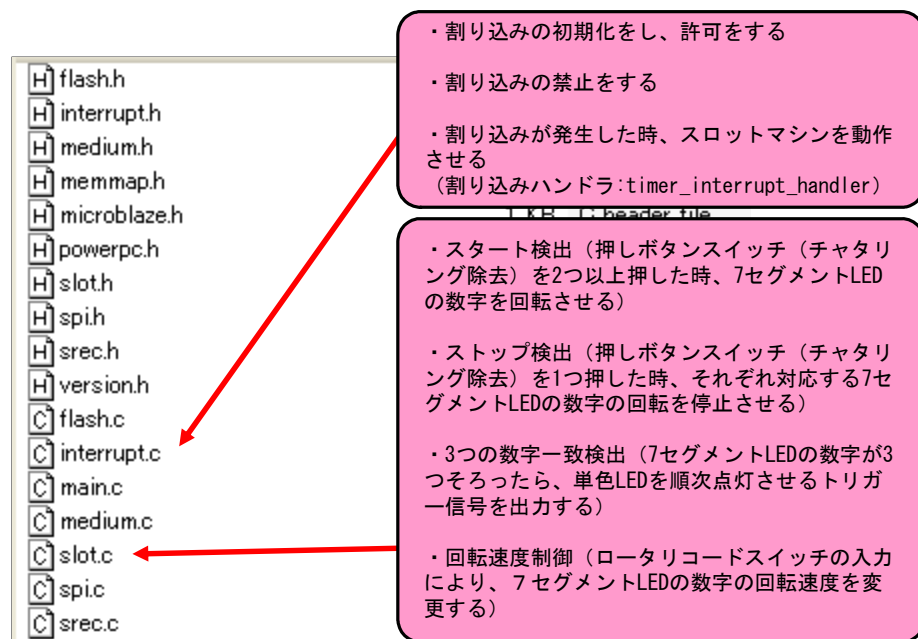 flash.h
interrupt.h
medium.h
memmap.h
microblaze.h
powerpc.h
slot.h
spi.h
srec.h
version.h
flash.c
interrupt.c
main.c
medium.c
slot.c
spi.c
srec.c
・割り込みの初期化をし、許可をする
・割り込みの禁止をする
・割り込みが発生した時、スロットマシンを動作
させる
（割り込みハンドラ:timer_interrupt_handler）
1 KB C header file
・スタート検出（押しボタンスイッチ（チャタリ
ング除去）を2つ以上押した時、7セグメントLED
の数字を回転させる）
・ストップ検出（押しボタンスイッチ（チャタリ
ング除去）を1つ押した時、それぞれ対応する7セ
グメントLEDの数字の回転を停止させる）
・3つの数字一致検出（7セグメントLEDの数字が3
つそろったら、単色LEDを順次点灯させるトリガ
ー信号を出力する）
・回転速度制御（ロータリコードスイッチの入力
により、７セグメントLEDの数字の回転速度を変
更する）